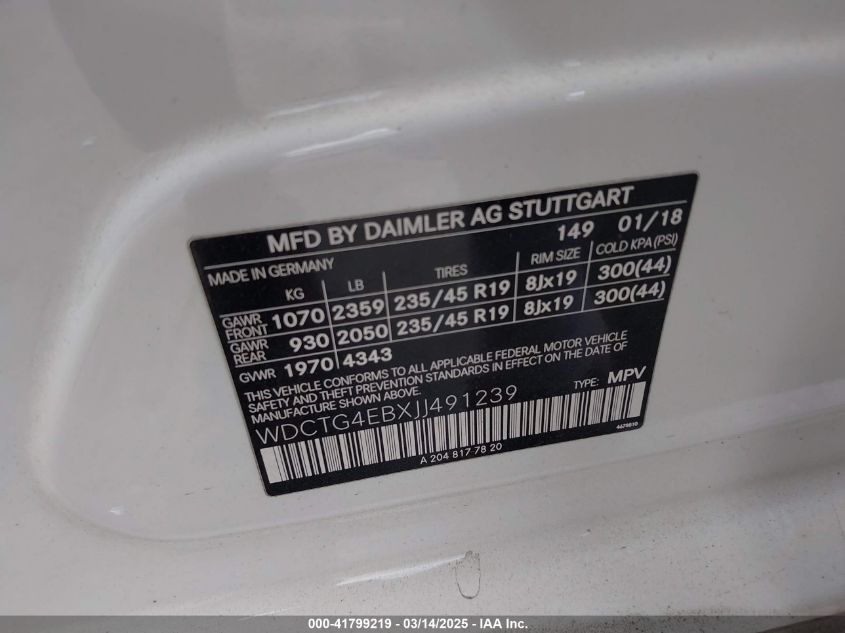 MFD BY DAIMLER AG STUTTGART
MADE IN GERMANY 149 01/18
KG LB TIRES RIM SIZE COLD KPA (PSI)
GAWR FRONT 1070 2359 235/45 R19 8Jx19 300(44)
GAWR REAR 930 2050 235/45 R19 8Jx19 300(44)
GVWR 1970 4343
THIS VEHICLE CONFORMS TO ALL APPLICABLE FEDERAL MOTOR VEHICLE
SAFETY AND THEFT PREVENTION STANDARDS IN EFFECT ON THE DATE OF
MANUFACTURE SHOWN ABOVE.
WDCTG4EBXJJ491239 TYPE: MPV
A 204 817 78 20
000-41799219 - 03/14/2025 - IAA Inc.